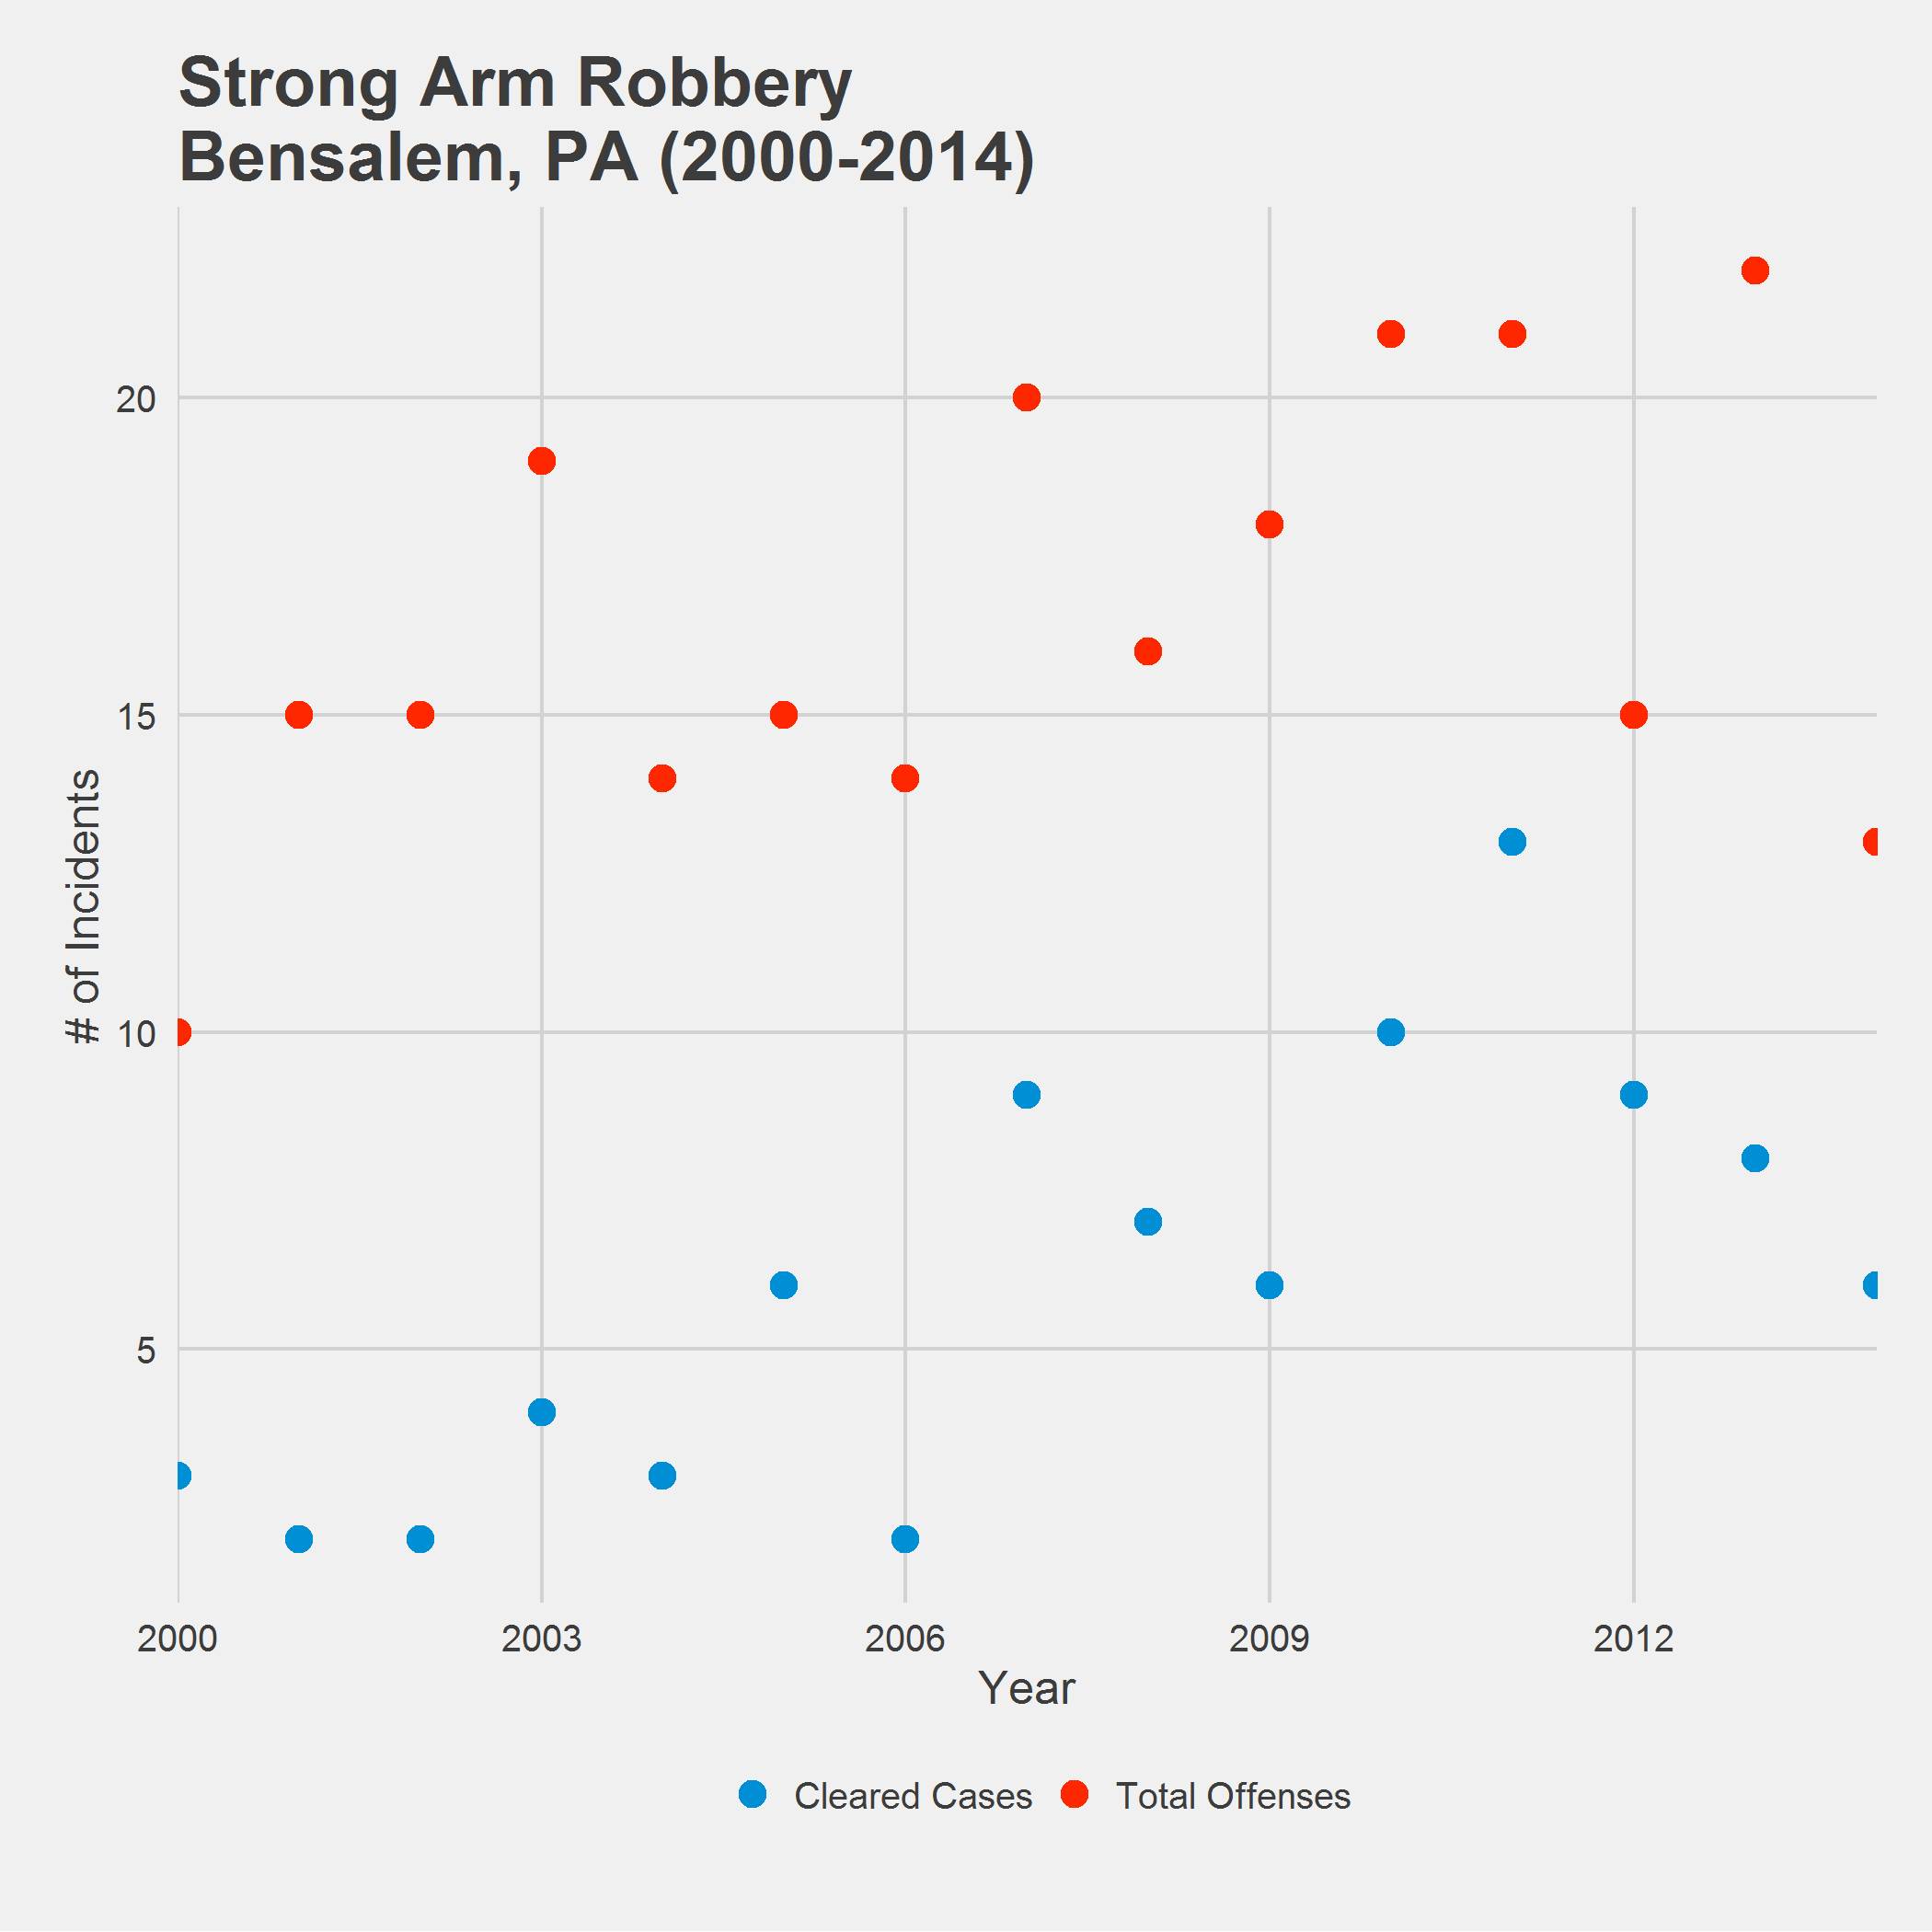 Strong Arm Robbery
Bensalem, PA (2000-2014)
# of Incidents
20
15
10
5
2000 2003 2006 2009 2012
Year
Cleared Cases Total Offenses